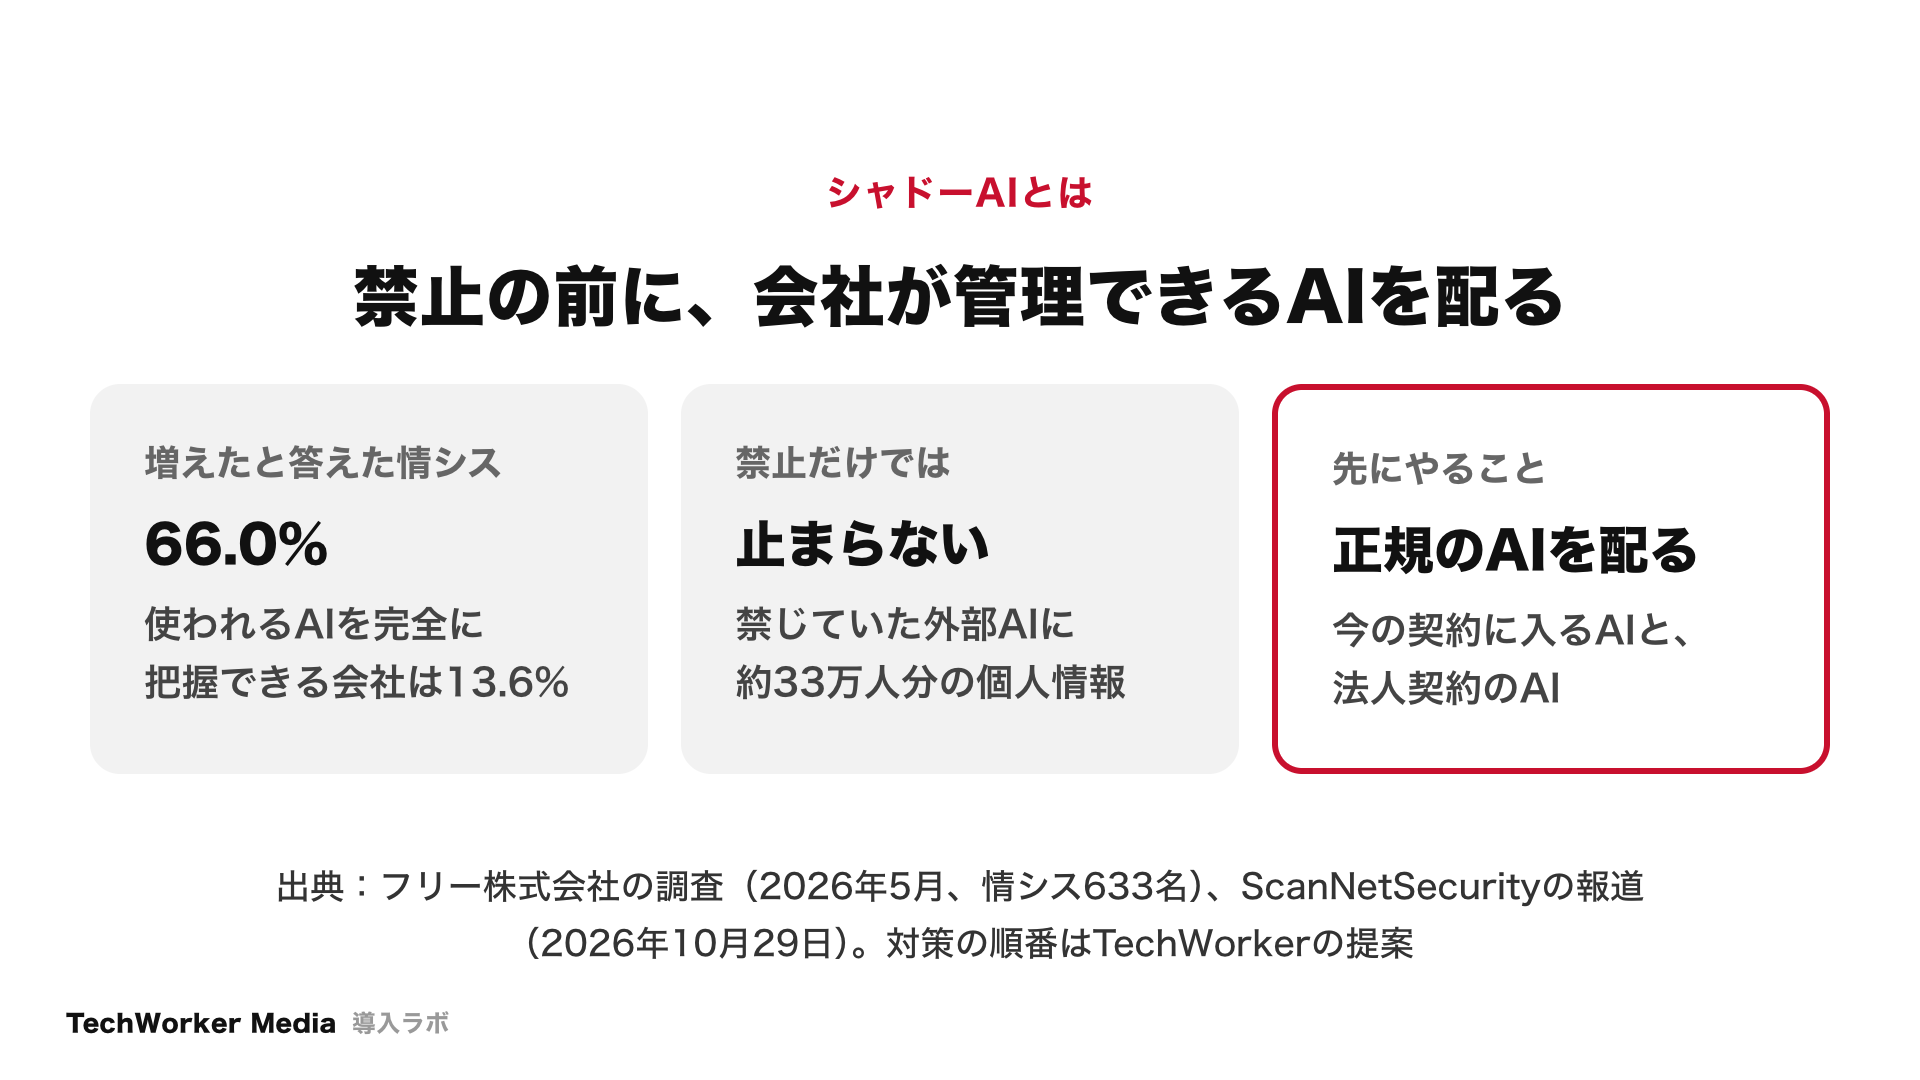 シャドーAIとは
禁止の前に、会社が管理できるAIを配る
増えたと答えた情シス
66.0%
使われるAIを完全に
把握できる会社は13.6%
禁止だけでは
止まらない
禁じていた外部AIに
約33万人分の個人情報
先にやること
正規のAIを配る
今の契約に入るAIと、
法人契約のAI
出典：フリー株式会社の調査（2026年5月、情シス633名）、ScanNetSecurityの報道
（2026年10月29日）。対策の順番はTechWorkerの提案
TechWorker Media 導入ラボ